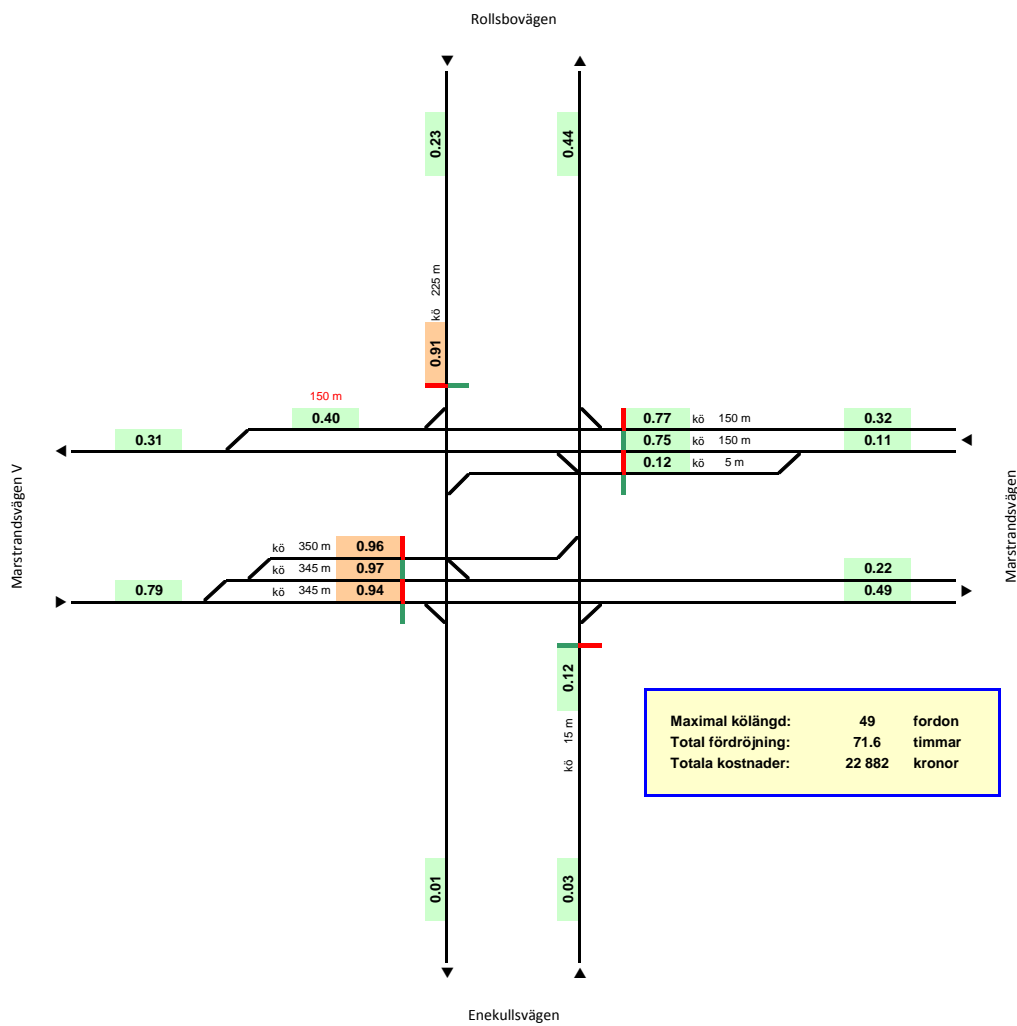 Rollsbovägen
0.23
0.44
kö 225 m
0.91
150 m
0.40
0.77 kö 150 m
0.32
0.31
0.75 kö 150 m
0.11
0.12 kö 5 m
Marstrandsvägen V
Marstrandsvägen
kö 350 m 0.96
kö 345 m 0.97
0.22
0.79
kö 345 m 0.94
0.49
0.12
kö 15 m
Maximal kölängd: 49 fordon
Total fördröjning: 71.6 timmar
Totala kostnader: 22 882 kronor
0.01
0.03
Enekullsvägen